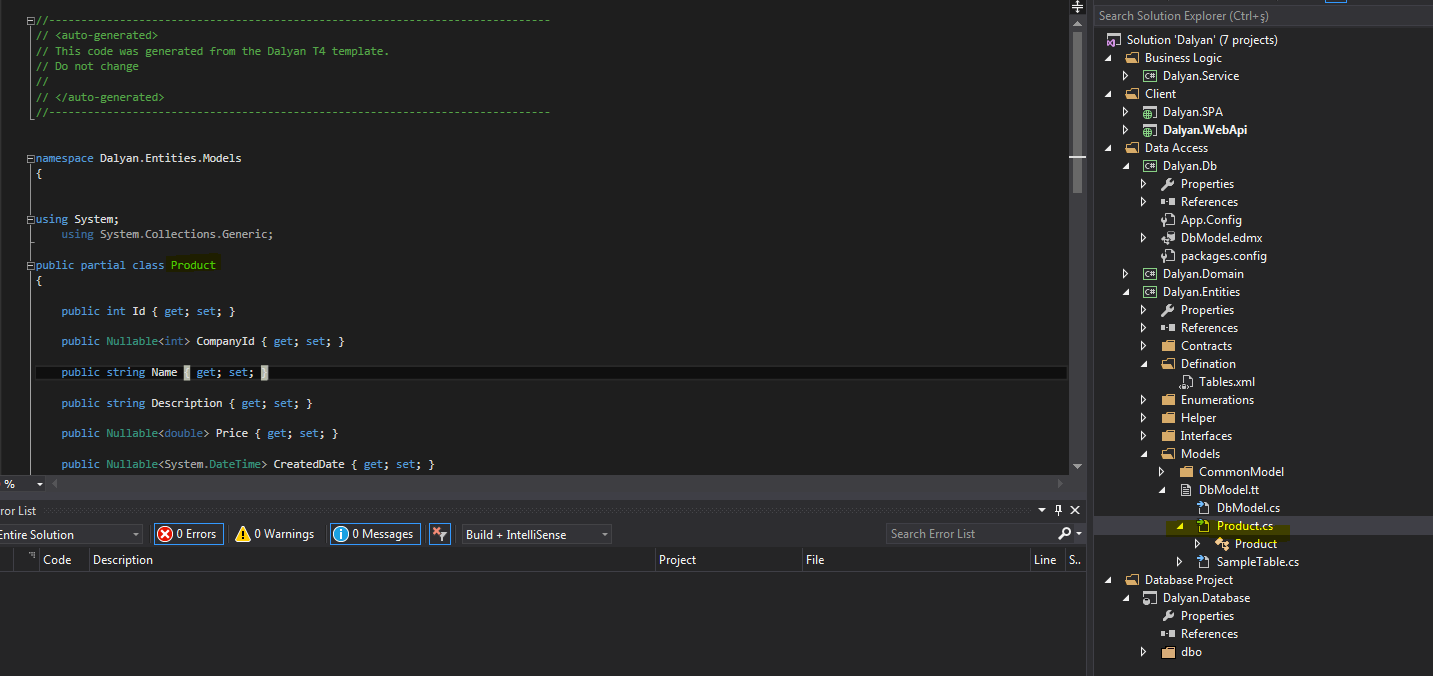 //------------------------------------------------------------------------------
// <auto-generated>
// This code was generated from the Dalyan T4 template.
// Do not change
//
// </auto-generated>
//------------------------------------------------------------------------------
namespace Dalyan.Entities.Models
{
using System;
using System.Collections.Generic;
public partial class Product
{
public int Id { get; set; }
public Nullable<int> CompanyId { get; set; }
public string Name { get; set; }
public string Description { get; set; }
public Nullable<double> Price { get; set; }
public Nullable<System.DateTime> CreatedDate { get; set; }
%
ror List
Entire Solution
0 Errors
0 Warnings
0 Messages
Build + IntelliSense
Search Error List
Code Description Project File Line S..
Search Solution Explorer (Ctrl+ş)
Solution 'Dalyan' (7 projects)
Business Logic
C# Dalyan.Service
Client
Dalyan.SPA
Dalyan.WebApi
Data Access
C# Dalyan.Db
Properties
References
App.Config
DbModel.edmx
packages.config
C# Dalyan.Domain
C# Dalyan.Entities
Properties
References
Contracts
Defination
Tables.xml
Enumerations
Helper
Interfaces
Models
CommonModel
DbModel.tt
DbModel.cs
Product.cs
Product
SampleTable.cs
Database Project
Dalyan.Database
Properties
References
dbo